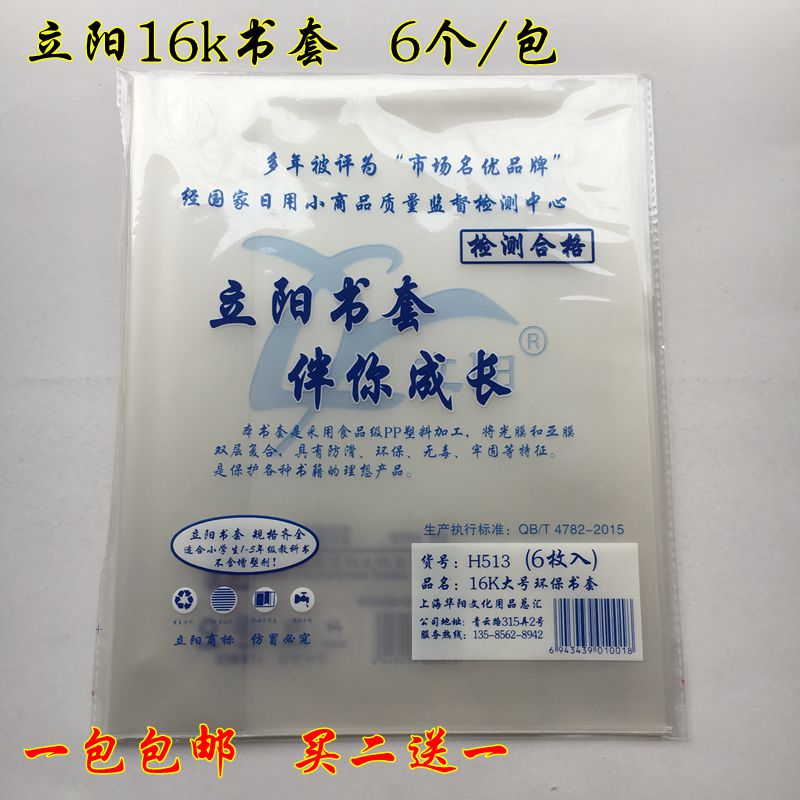 立阳16k书套 6个/包
多年被评为“市场名优品牌”
经国家日用小商品质量监督检测中心
检测合格
立阳书套
伴你成长
立阳
®
本书套是采用食品级PP塑料加工，将光膜和亚膜
双层复合，具有防滑、环保、无毒、牢固等特征。
是保护各种书籍的理想产品。
生产执行标准：QB/T 4782-2015
立阳书套 规格齐全
适合小学生1-5年级教科书
不含增塑剂！
立阳商标 仿冒必究
货号：H513 (6枚入)
品名：16K大号环保书套
上海华阳文化用品总汇
公司地址：青云路315弄2号
服务热线：135-8562-8942
6 943439 010018
一包包邮 买二送一